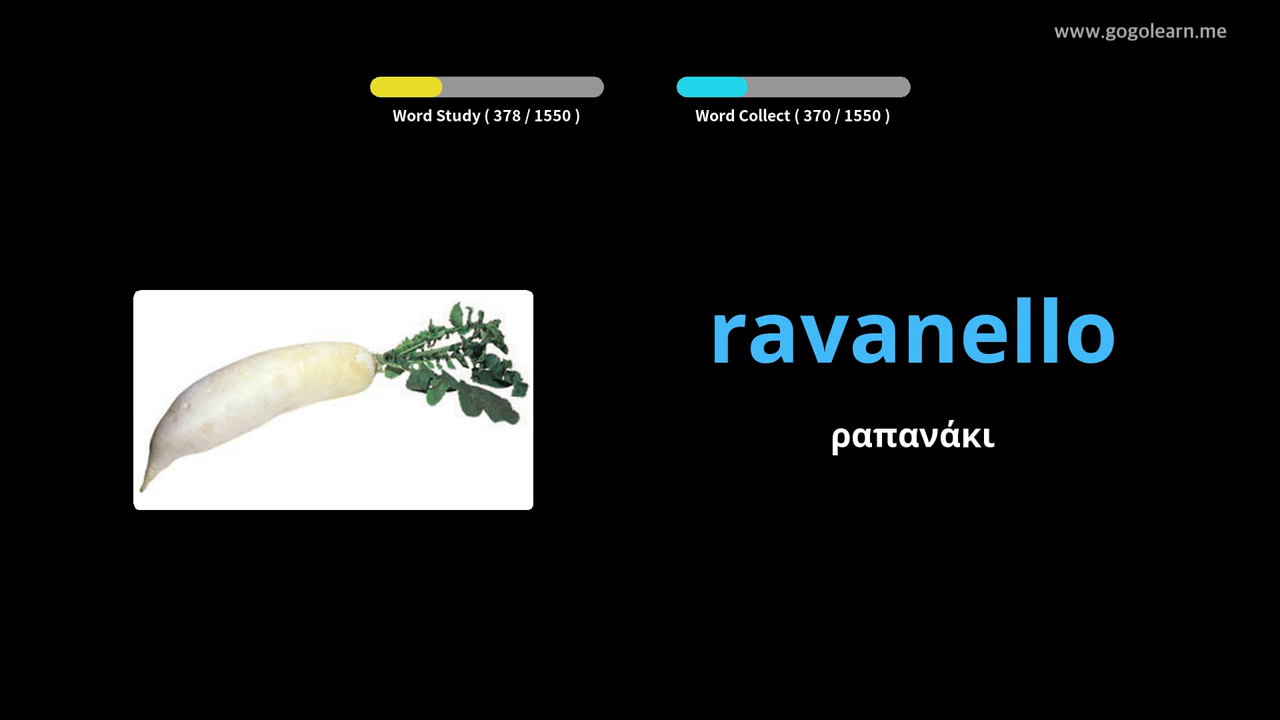 www.gogolearn.me
Word Study ( 378 / 1550 )
Word Collect ( 370 / 1550 )
ravanello
ραπανάκι